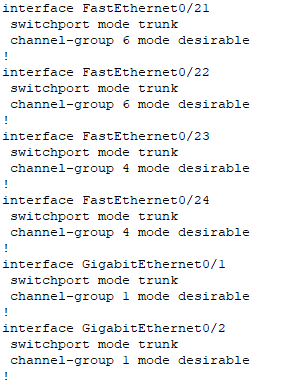 interface FastEthernet0/21
 switchport mode trunk
 channel-group 6 mode desirable
!
interface FastEthernet0/22
 switchport mode trunk
 channel-group 6 mode desirable
!
interface FastEthernet0/23
 switchport mode trunk
 channel-group 4 mode desirable
!
interface FastEthernet0/24
 switchport mode trunk
 channel-group 4 mode desirable
!
interface GigabitEthernet0/1
 switchport mode trunk
 channel-group 1 mode desirable
!
interface GigabitEthernet0/2
 switchport mode trunk
 channel-group 1 mode desirable
!